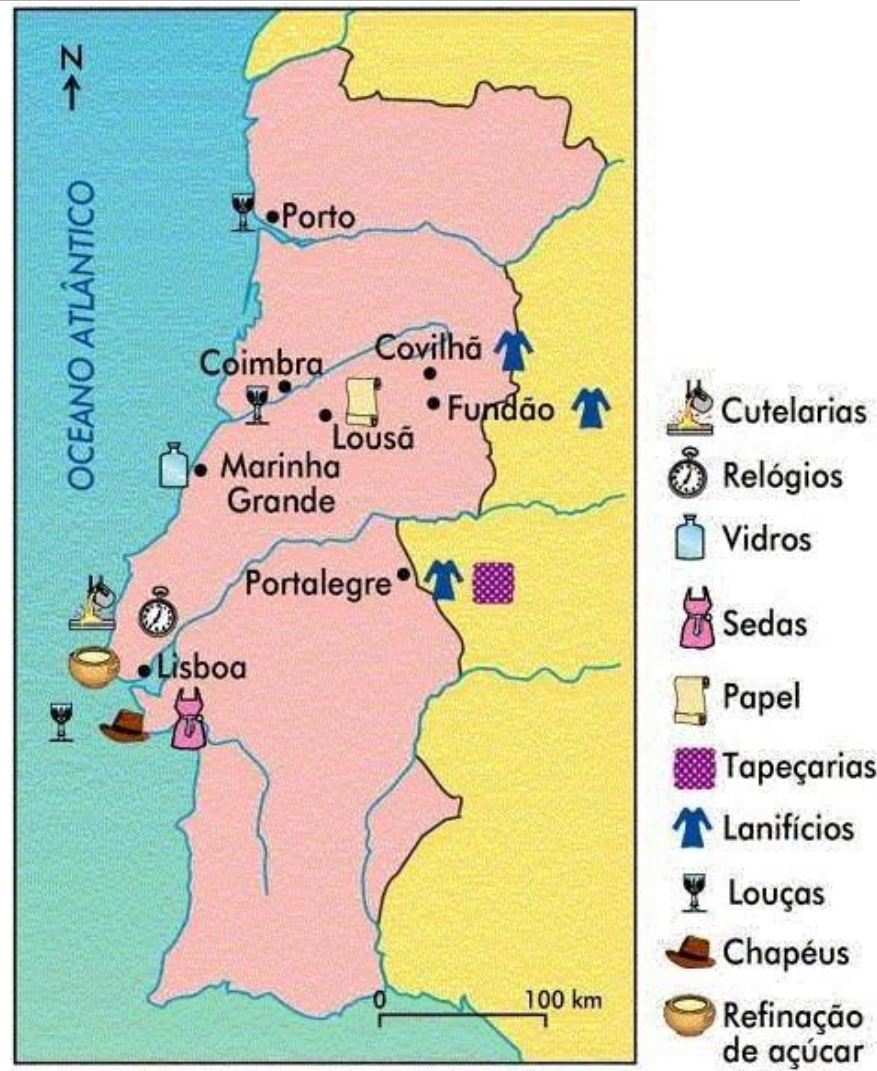 N
OCEANO ATLÂNTICO
Porto
Coimbra
Covilhã
Fundão
Lousã
Marinha
Grande
Portalegre
Lisboa
0 100 km
Cutelarias
Relógios
Vidros
Sedas
Papel
Tapeçarias
Lanifícios
Louças
Chapéus
Refinação
de açúcar